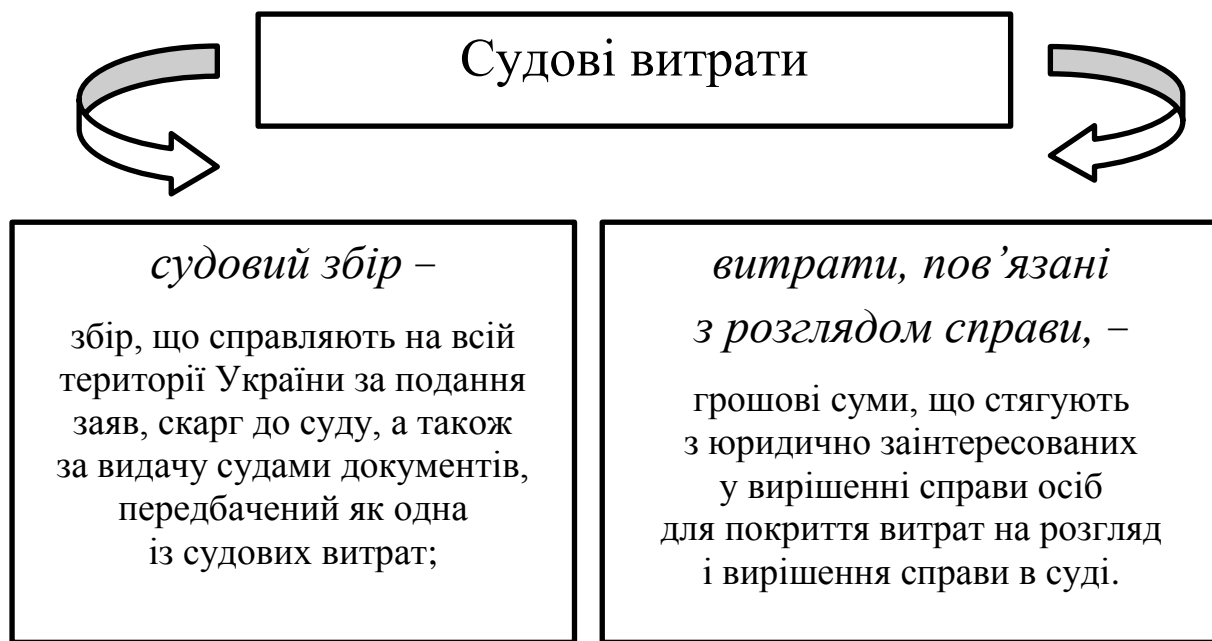 Судові витрати
судовий збір –
збір, що справляють на всій
території України за подання
заяв, скарг до суду, а також
за видачу судами документів,
передбачений як одна
із судових витрат;
витрати, пов’язані
з розглядом справи, –
грошові суми, що стягують
з юридично заінтересованих
у вирішенні справи осіб
для покриття витрат на розгляд
і вирішення справи в суді.